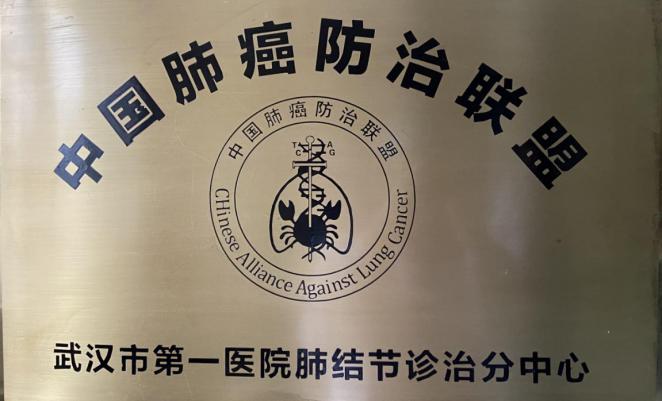 中国肺癌防治联盟
中国肺癌防治联盟
T A
C G
CHinese Alliance Against Lung Cancer
武汉市第一医院肺结节诊治分中心